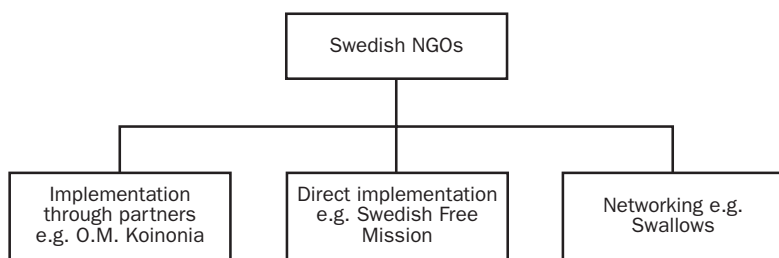 Swedish NGOs
Implementation
through partners
e.g. O.M. Koinonia
Direct implementation
e.g. Swedish Free
Mission
Networking e.g.
Swallows